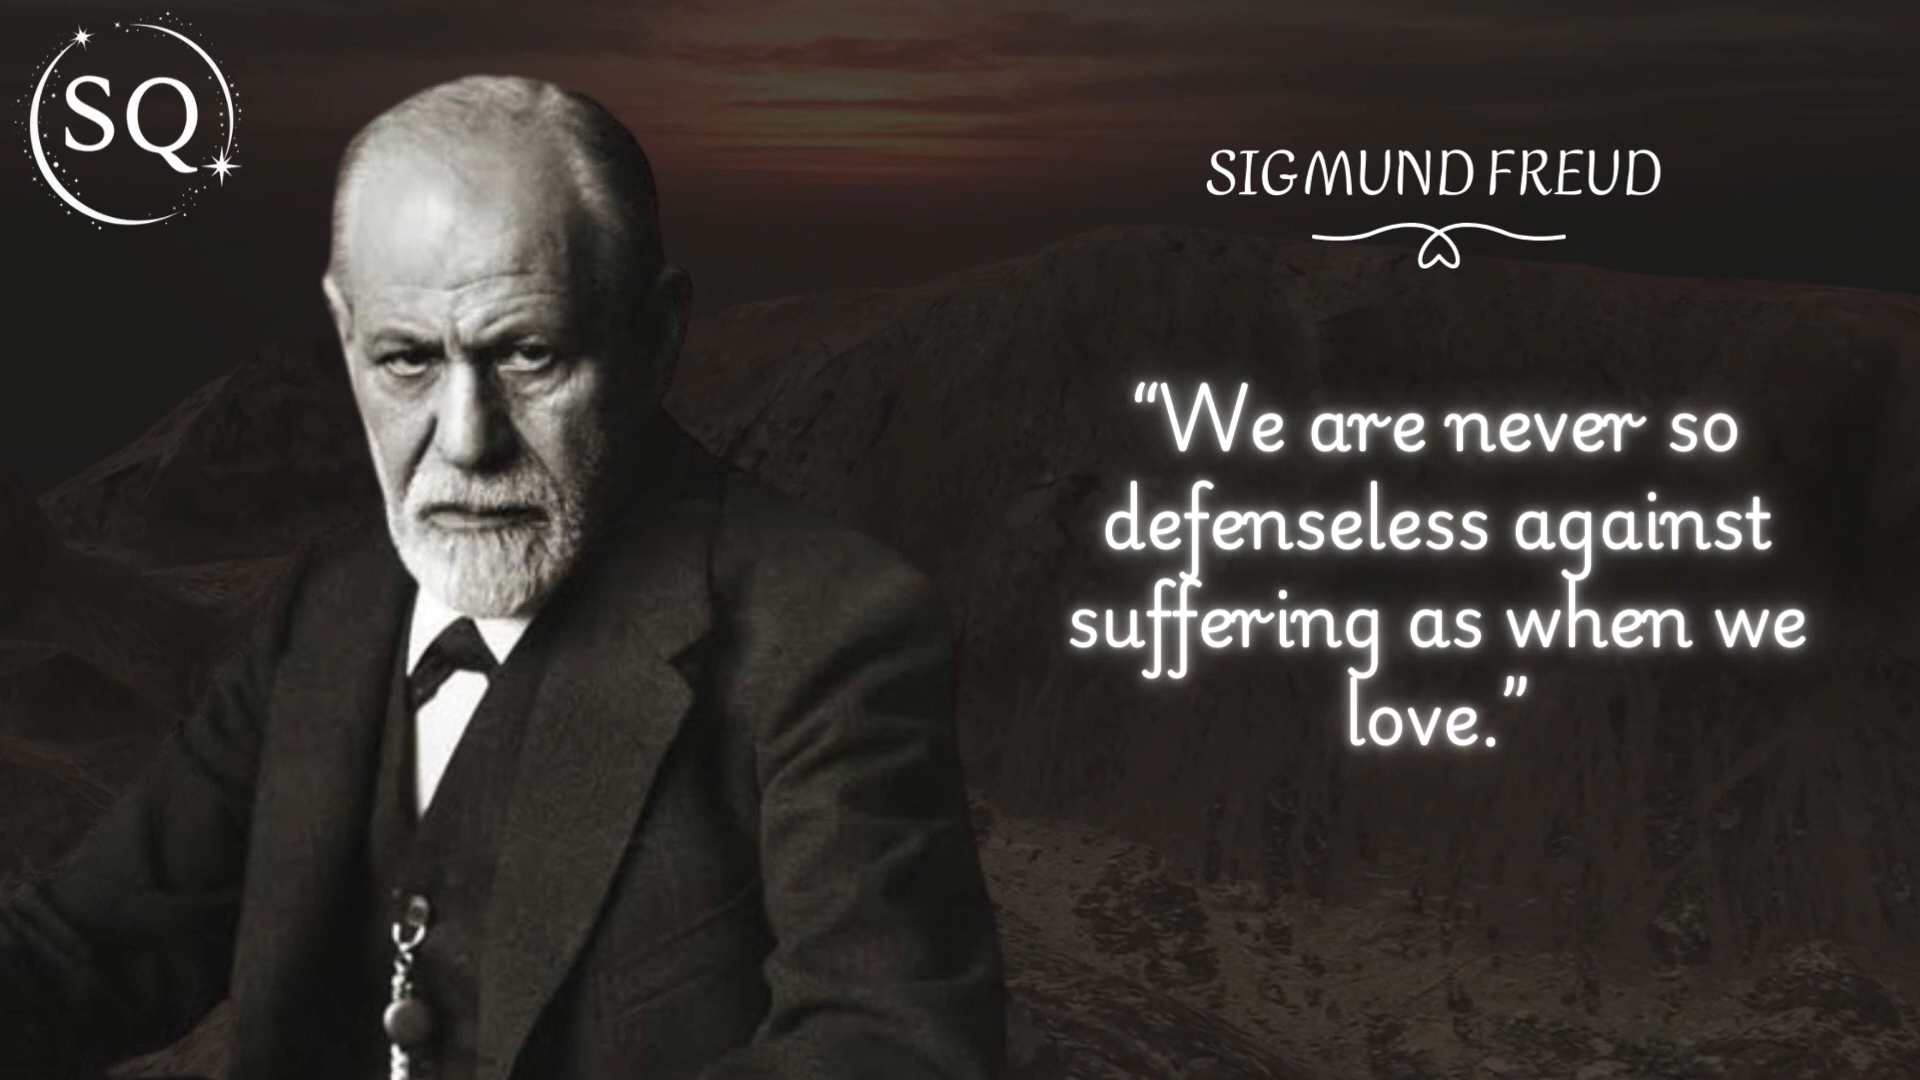 SQ
SIGMUND FREUD
“We are never so
defenseless against
suffering as when we
love.”